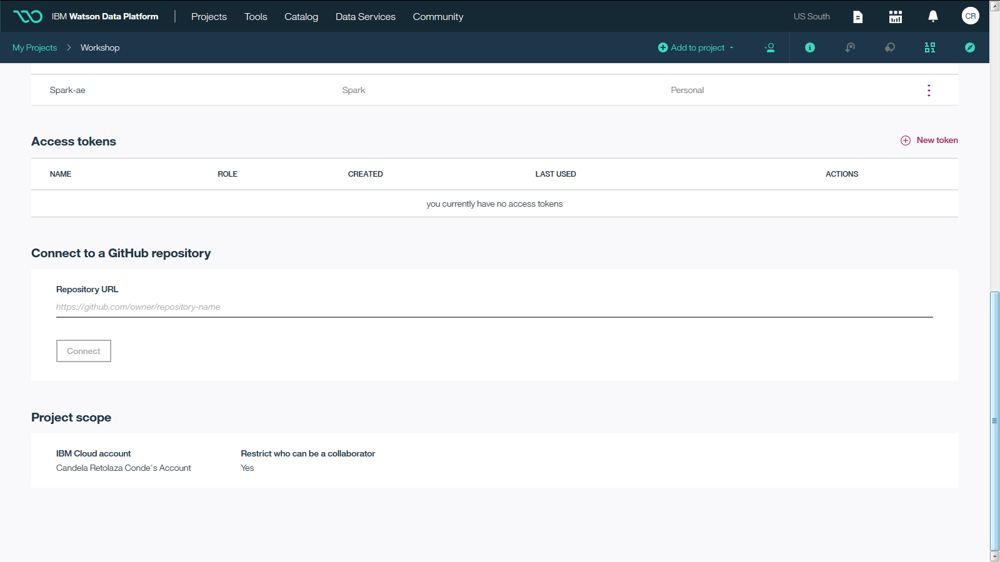 IBM Watson Data Platform Projects Tools Catalog Data Services Community US South CR
My Projects Workshop Add to project
Spark-ae Spark Personal
Access tokens New token
NAME ROLE CREATED LAST USED ACTIONS
you currently have no access tokens
Connect to a GitHub repository
Repository URL
https://github.com/owner/repository-name
Connect
Project scope
IBM Cloud account Restrict who can be a collaborator
Candela Retolaza Conde's Account Yes